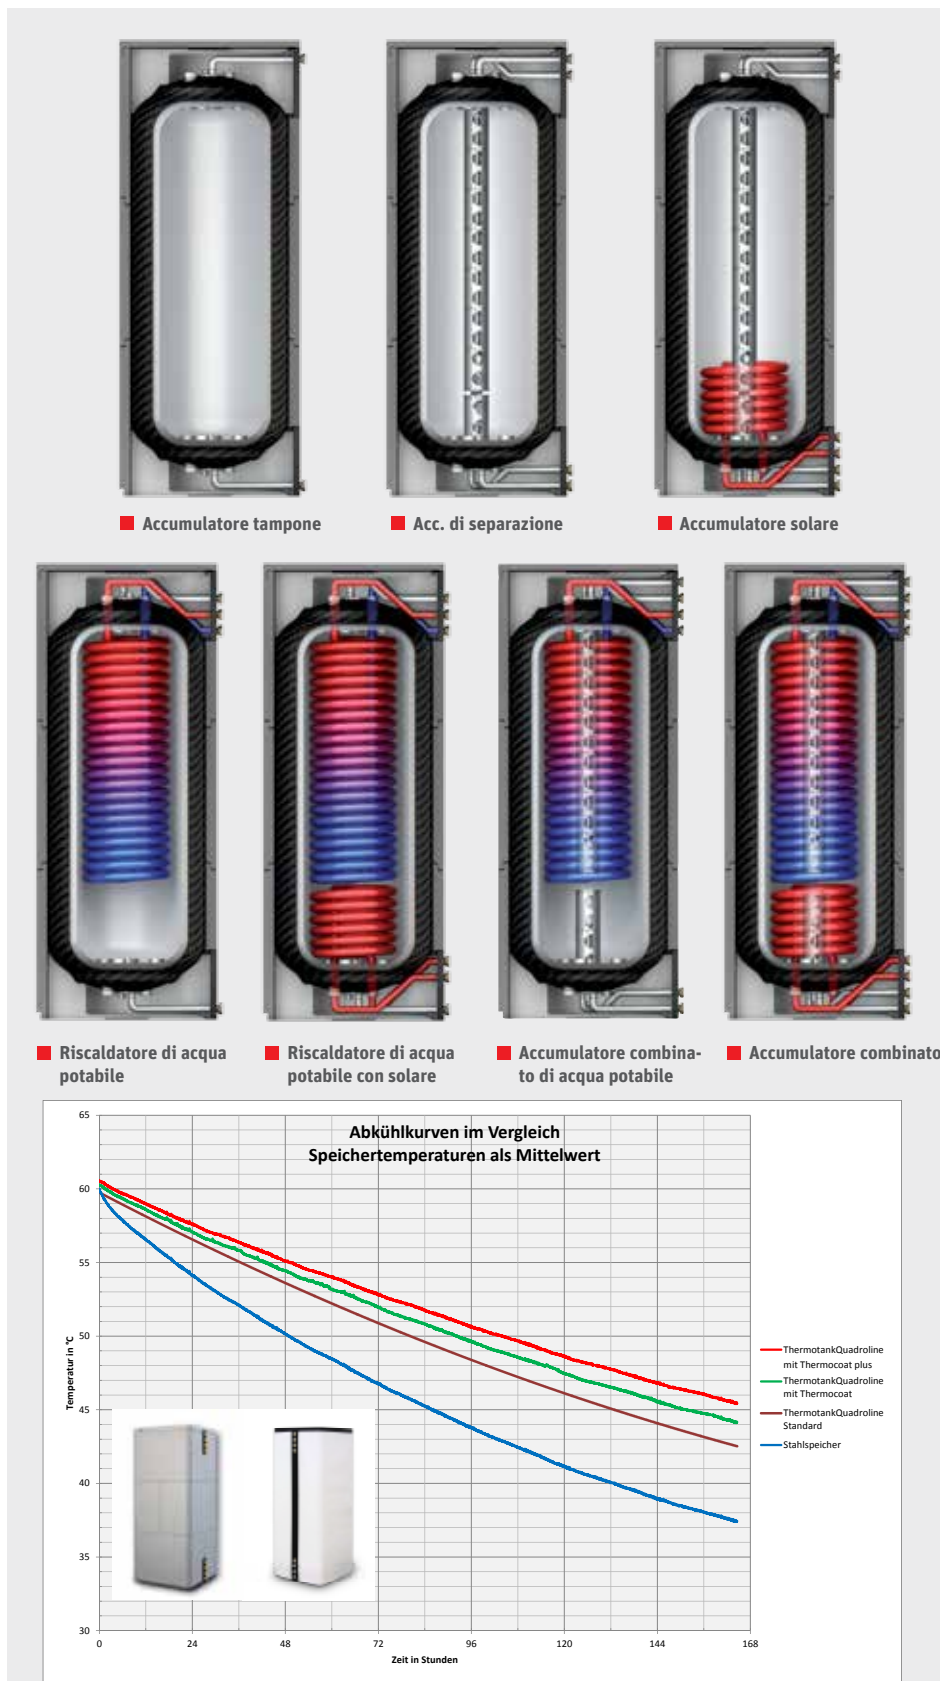 Accumulatore tampone
Acc. di separazione
Accumulatore solare
Riscaldatore di acqua
potabile
Riscaldatore di acqua
potabile con solare
Accumulatore combina-
to di acqua potabile
Accumulatore combinato
Abkühlkurven im Vergleich
Speichertemperaturen als Mittelwert
65
60
55
50
45
40
35
30
Temperatur in °C
0
24
48
72
96
120
144
168
Zeit in Stunden
ThermotankQuadroline
mit Thermocoat plus
ThermotankQuadroline
mit Thermocoat
ThermotankQuadroline
Standard
Stahlspeicher